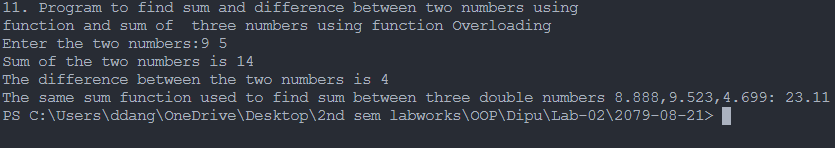 11. Program to find sum and difference between two numbers using
function and sum of  three numbers using function Overloading
Enter the two numbers:9 5
Sum of the two numbers is 14
The difference between the two numbers is 4
The same sum function used to find sum between three double numbers 8.888,9.523,4.699: 23.11
PS C:\Users\ddang\OneDrive\Desktop\2nd sem labworks\OOP\Dipu\Lab-02\2079-08-21>